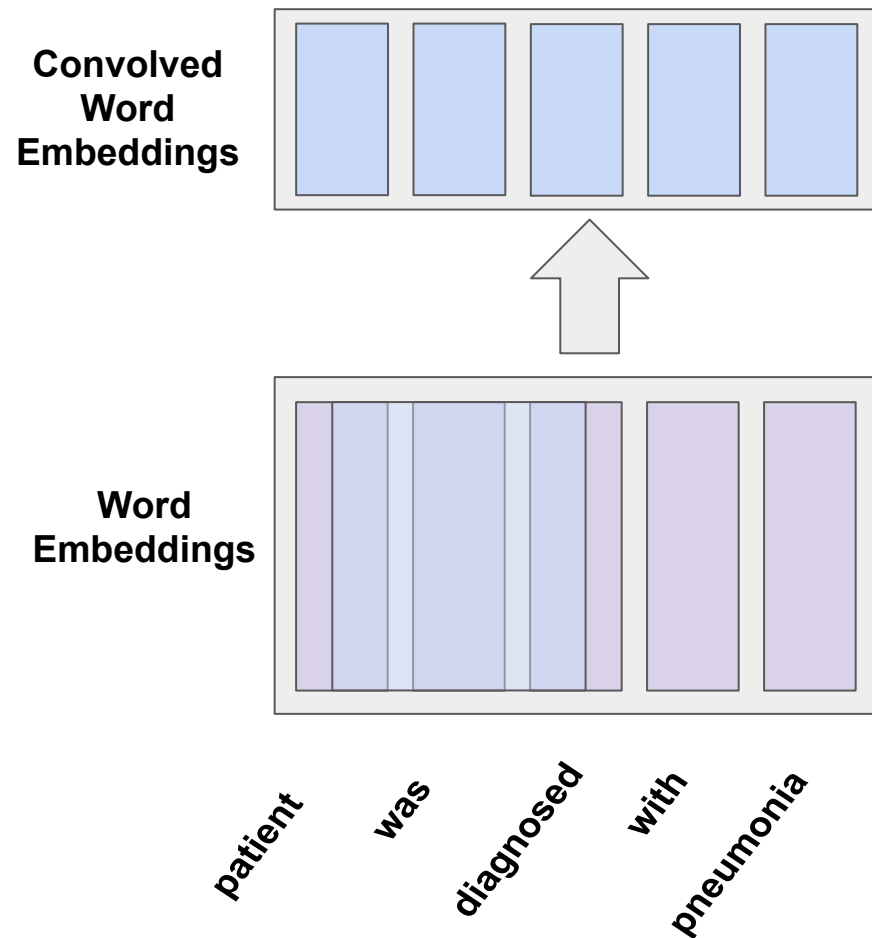 Convolved
Word
Embeddings
Word
Embeddings
patient
was
diagnosed
with
pneumonia